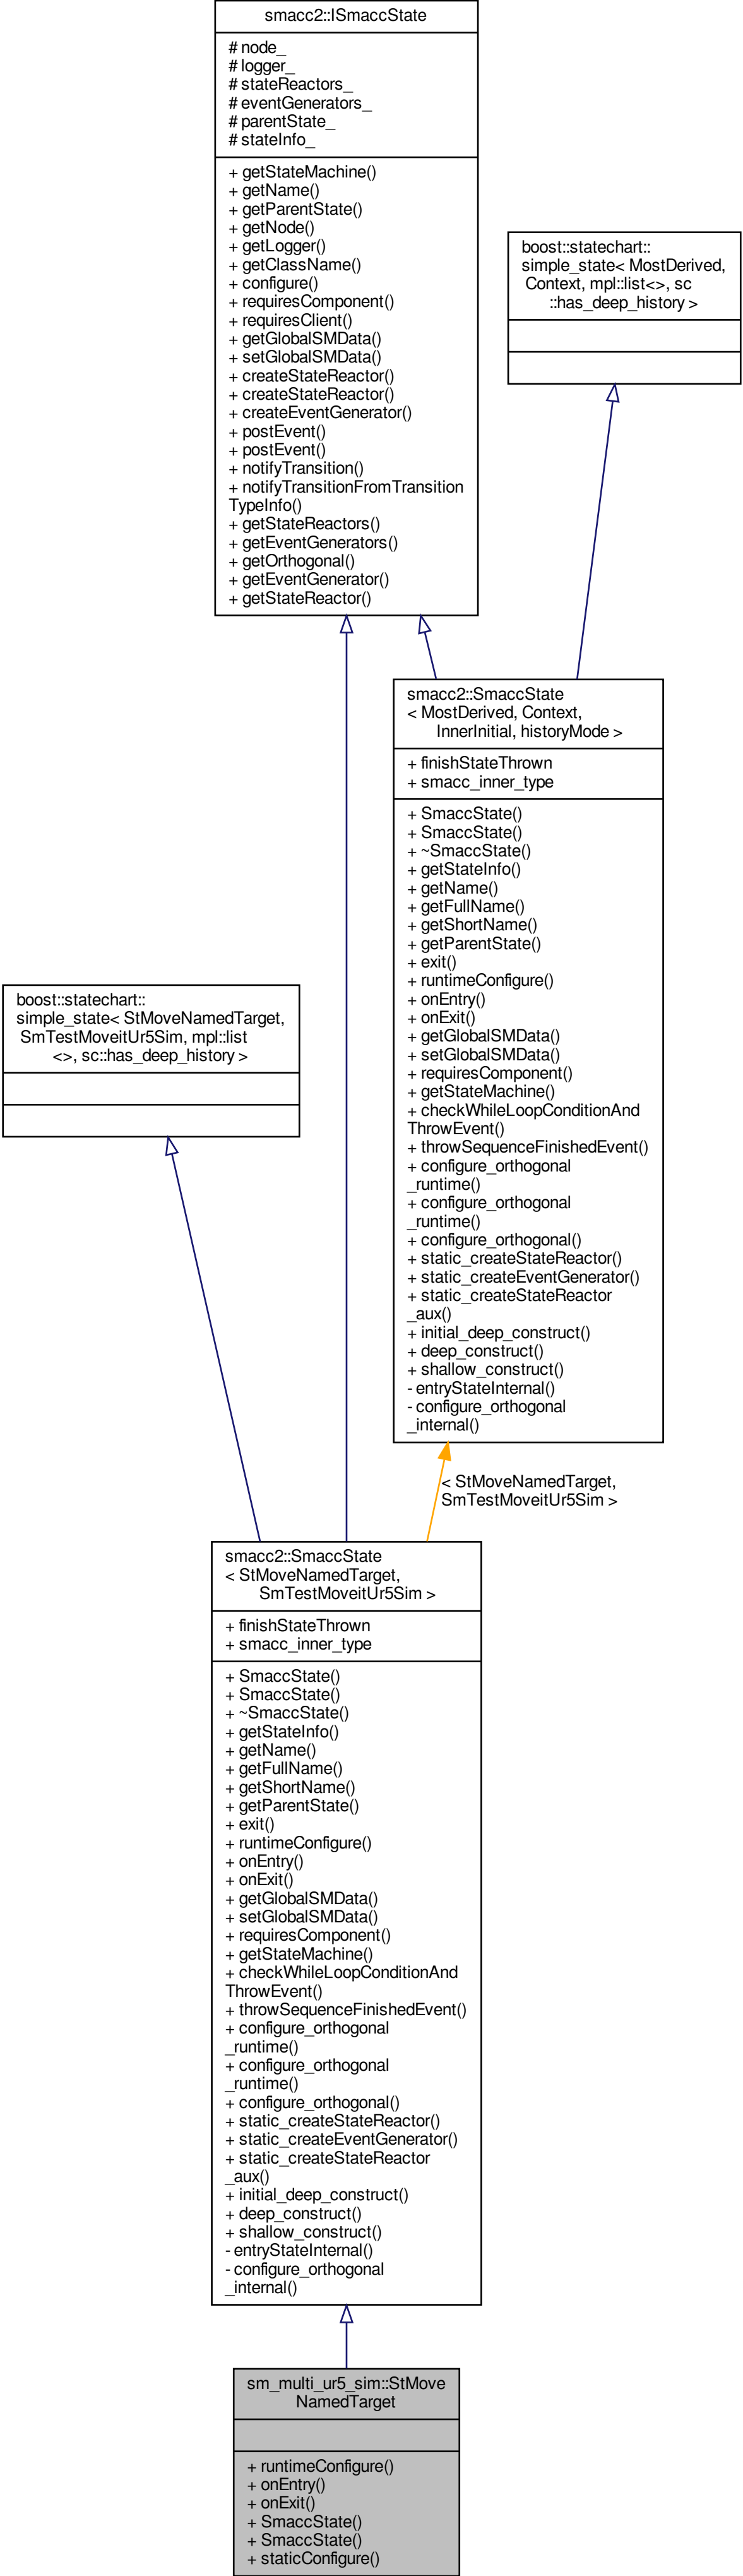 smacc2::ISmaccState
# node_
# logger_
# stateReactors_
# eventGenerators_
# parentState_
# stateInfo_
+ getStateMachine()
+ getName()
+ getParentState()
+ getNode()
+ getLogger()
+ getClassName()
+ configure()
+ requiresComponent()
+ requiresClient()
+ getGlobalSMData()
+ setGlobalSMData()
+ createStateReactor()
+ createStateReactor()
+ createEventGenerator()
+ postEvent()
+ postEvent()
+ notifyTransition()
+ notifyTransitionFromTransition
TypeInfo()
+ getStateReactors()
+ getEventGenerators()
+ getOrthogonal()
+ getEventGenerator()
+ getStateReactor()
boost::statechart::
simple_state< MostDerived,
Context, mpl::list<>, sc
::has_deep_history >
smacc2::SmaccState
< MostDerived, Context,
InnerInitial, historyMode >
+ finishStateThrown
+ smacc_inner_type
+ SmaccState()
+ SmaccState()
+ ~SmaccState()
+ getStateInfo()
+ getName()
+ getFullName()
+ getShortName()
+ getParentState()
+ exit()
+ runtimeConfigure()
+ onEntry()
+ onExit()
+ getGlobalSMData()
+ setGlobalSMData()
+ requiresComponent()
+ getStateMachine()
+ checkWhileLoopConditionAnd
ThrowEvent()
+ throwSequenceFinishedEvent()
+ configure_orthogonal
_runtime()
+ configure_orthogonal
_runtime()
+ configure_orthogonal()
+ static_createStateReactor()
+ static_createEventGenerator()
+ static_createStateReactor
_aux()
+ initial_deep_construct()
+ deep_construct()
+ shallow_construct()
- entryStateInternal()
- configure_orthogonal
_internal()
boost::statechart::
simple_state< StMoveNamedTarget,
SmTestMoveitUr5Sim, mpl::list
<>, sc::has_deep_history >
< StMoveNamedTarget,
SmTestMoveitUr5Sim >
smacc2::SmaccState
< StMoveNamedTarget,
SmTestMoveitUr5Sim >
+ finishStateThrown
+ smacc_inner_type
+ SmaccState()
+ SmaccState()
+ ~SmaccState()
+ getStateInfo()
+ getName()
+ getFullName()
+ getShortName()
+ getParentState()
+ exit()
+ runtimeConfigure()
+ onEntry()
+ onExit()
+ getGlobalSMData()
+ setGlobalSMData()
+ requiresComponent()
+ getStateMachine()
+ checkWhileLoopConditionAnd
ThrowEvent()
+ throwSequenceFinishedEvent()
+ configure_orthogonal
_runtime()
+ configure_orthogonal
_runtime()
+ configure_orthogonal()
+ static_createStateReactor()
+ static_createEventGenerator()
+ static_createStateReactor
_aux()
+ initial_deep_construct()
+ deep_construct()
+ shallow_construct()
- entryStateInternal()
- configure_orthogonal
_internal()
sm_multi_ur5_sim::StMove
NamedTarget
+ runtimeConfigure()
+ onEntry()
+ onExit()
+ SmaccState()
+ SmaccState()
+ staticConfigure()